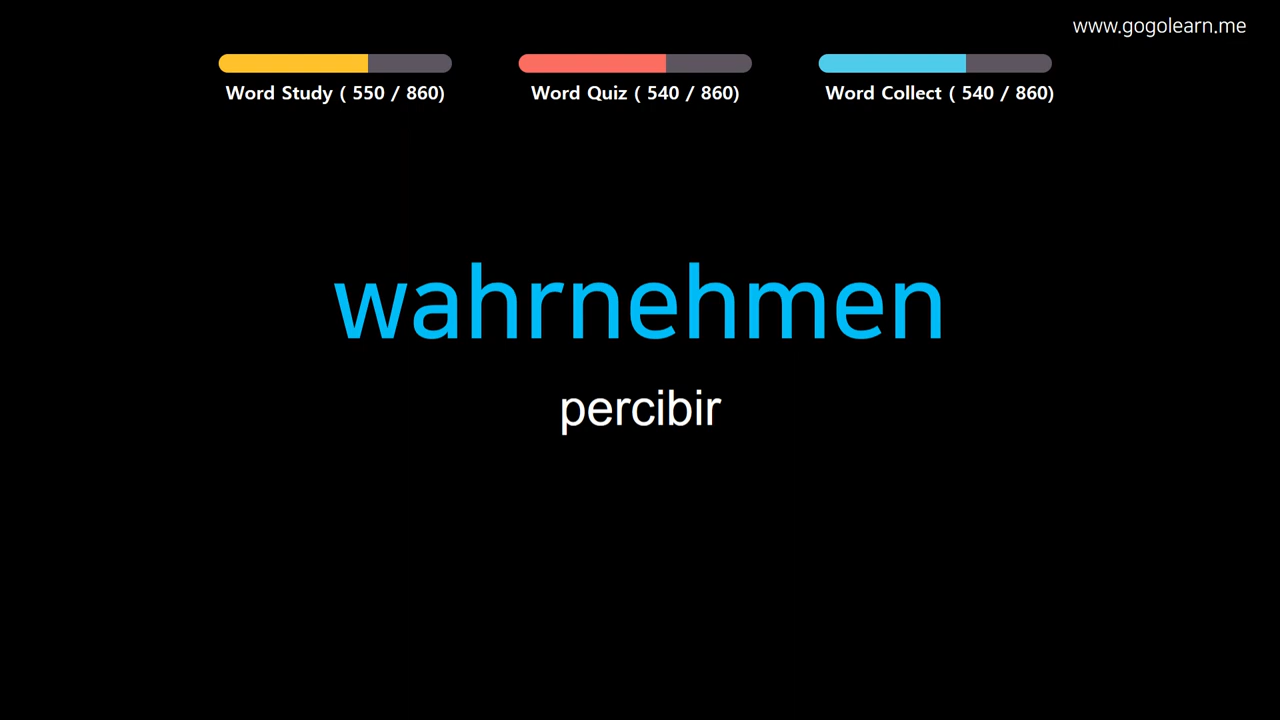 www.gogolearn.me
Word Study ( 550 / 860)
Word Quiz ( 540 / 860)
Word Collect ( 540 / 860)
wahrnehmen
percibir